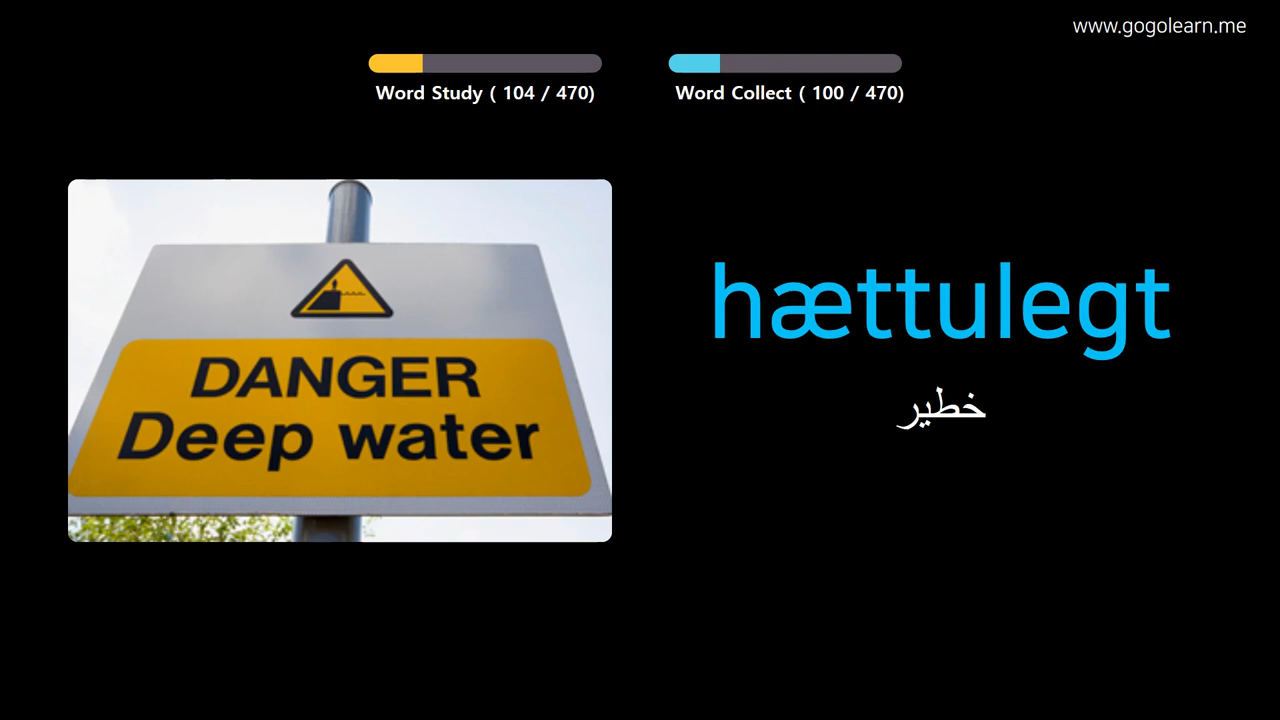 www.gogolearn.me
Word Study ( 104 / 470)
Word Collect ( 100 / 470)
DANGER
Deep water
hættulegt
خطير